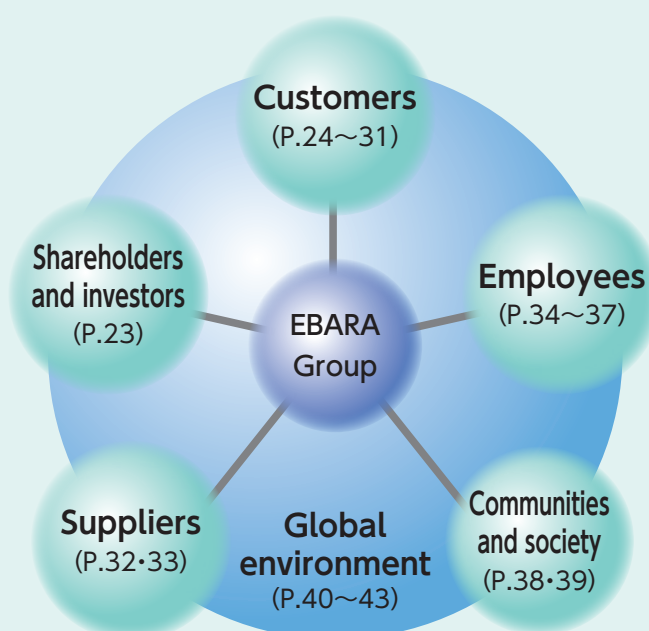 Customers
(P.24～31)
Shareholders
and investors
(P.23)
Employees
(P.34～37)
EBARA
Group
Suppliers
(P.32・33)
Global
environment
(P.40～43)
Communities
and society
(P.38・39)